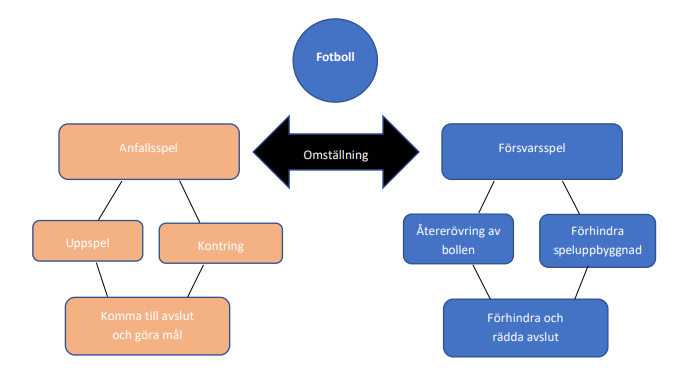 Fotboll
Anfallsspel
Omställning
Försvarsspel
Uppspel
Kontring
Återerövring av
bollen
Förhindra
speluppbyggnad
Komma till avslut
och göra mål
Förhindra och
rädda avslut